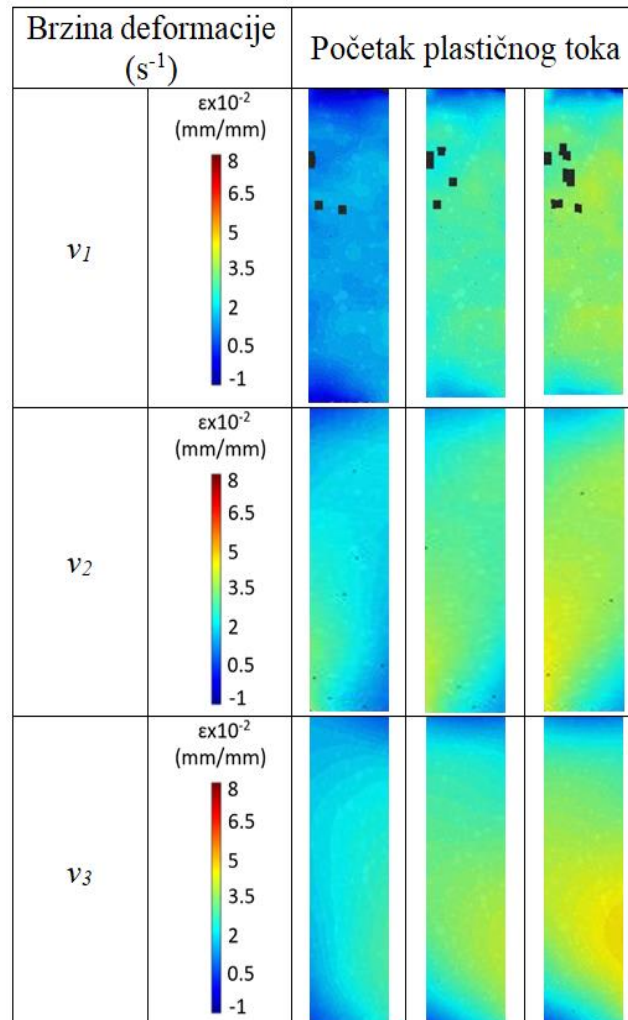 Brzina deformacije
(s⁻¹)
Početak plastičnog toka
v₁
εx10⁻²
(mm/mm)
8
6.5
5
3.5
2
0.5
-1
v₂
εx10⁻²
(mm/mm)
8
6.5
5
3.5
2
0.5
-1
v₃
εx10⁻²
(mm/mm)
8
6.5
5
3.5
2
0.5
-1